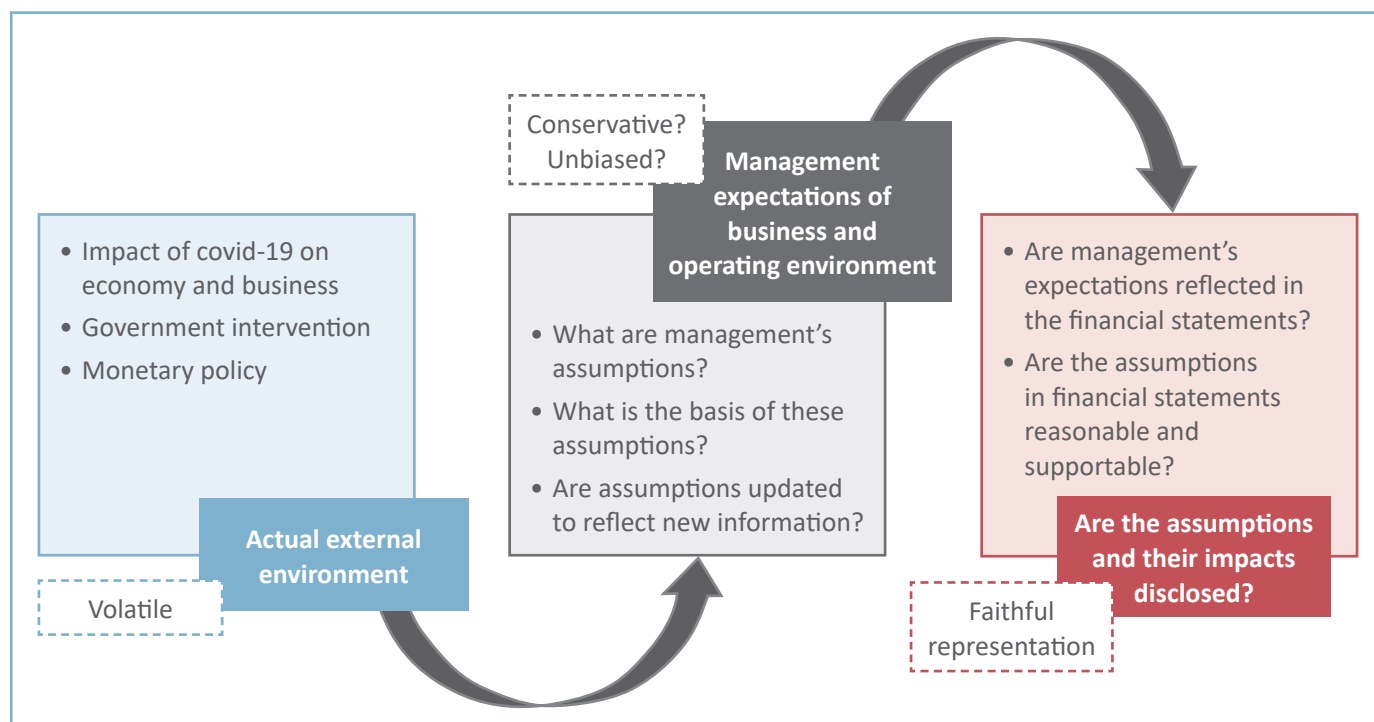 • Impact of covid-19 on
economy and business
• Government intervention
• Monetary policy
Actual external
environment
Volatile
Conservative?
Unbiased?
Management
expectations of
business and
operating environment
• What are management’s
assumptions?
• What is the basis of these
assumptions?
• Are assumptions updated
to reflect new information?
• Are management’s
expectations reflected in
the financial statements?
• Are the assumptions
in financial statements
reasonable and
supportable?
Are the assumptions
and their impacts
disclosed?
Faithful
representation